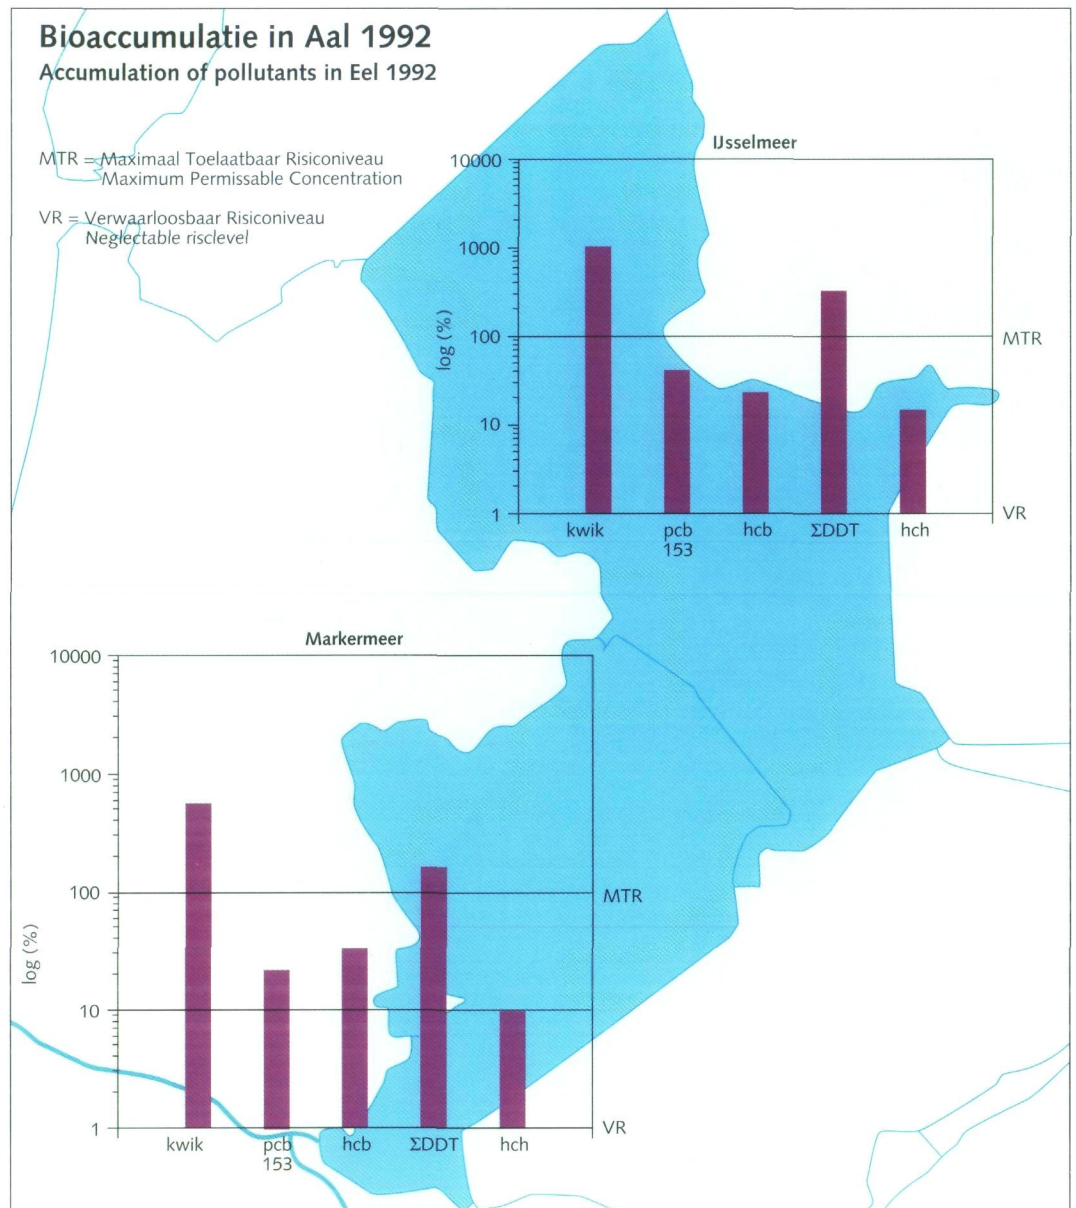 Bioaccumulatie in Aal 1992
Accumulation of pollutants in Eel 1992
MTR = Maximaal Toelaatbaar Risiconiveau
Maximum Permissable Concentration
VR = Verwaarloosbaar Risiconiveau
Neglectable risclevel
IJsselmeer
10000
1000
100
10
1
log (%)
MTR
VR
kwik pcb hcb ΣDDT hch
153
Markermeer
10000
1000
100
10
1
log (%)
MTR
VR
kwik pcb hcb ΣDDT hch
153